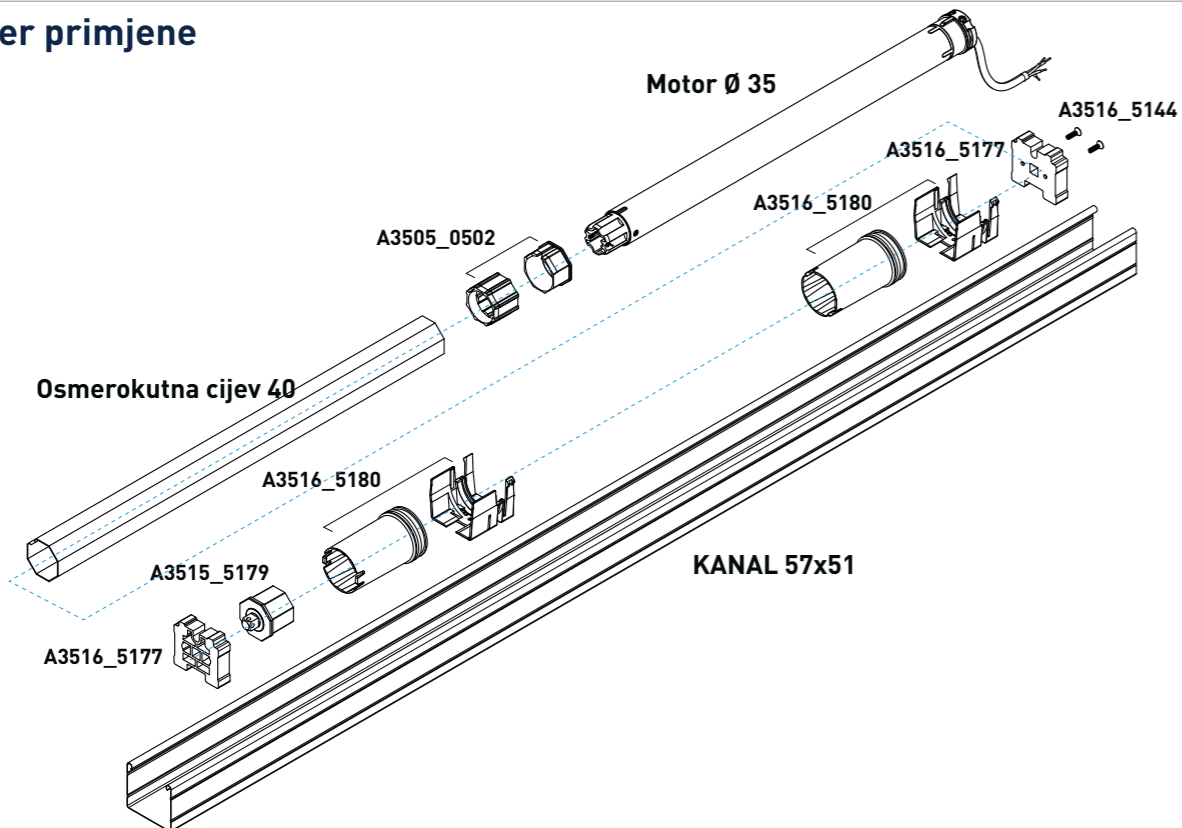 er primjene
Motor Ø 35
A3516_5144
A3516_5177
A3516_5180
A3505_0502
Osmerokutna cijev 40
A3516_5180
KANAL 57x51
A3515_5179
A3516_5177